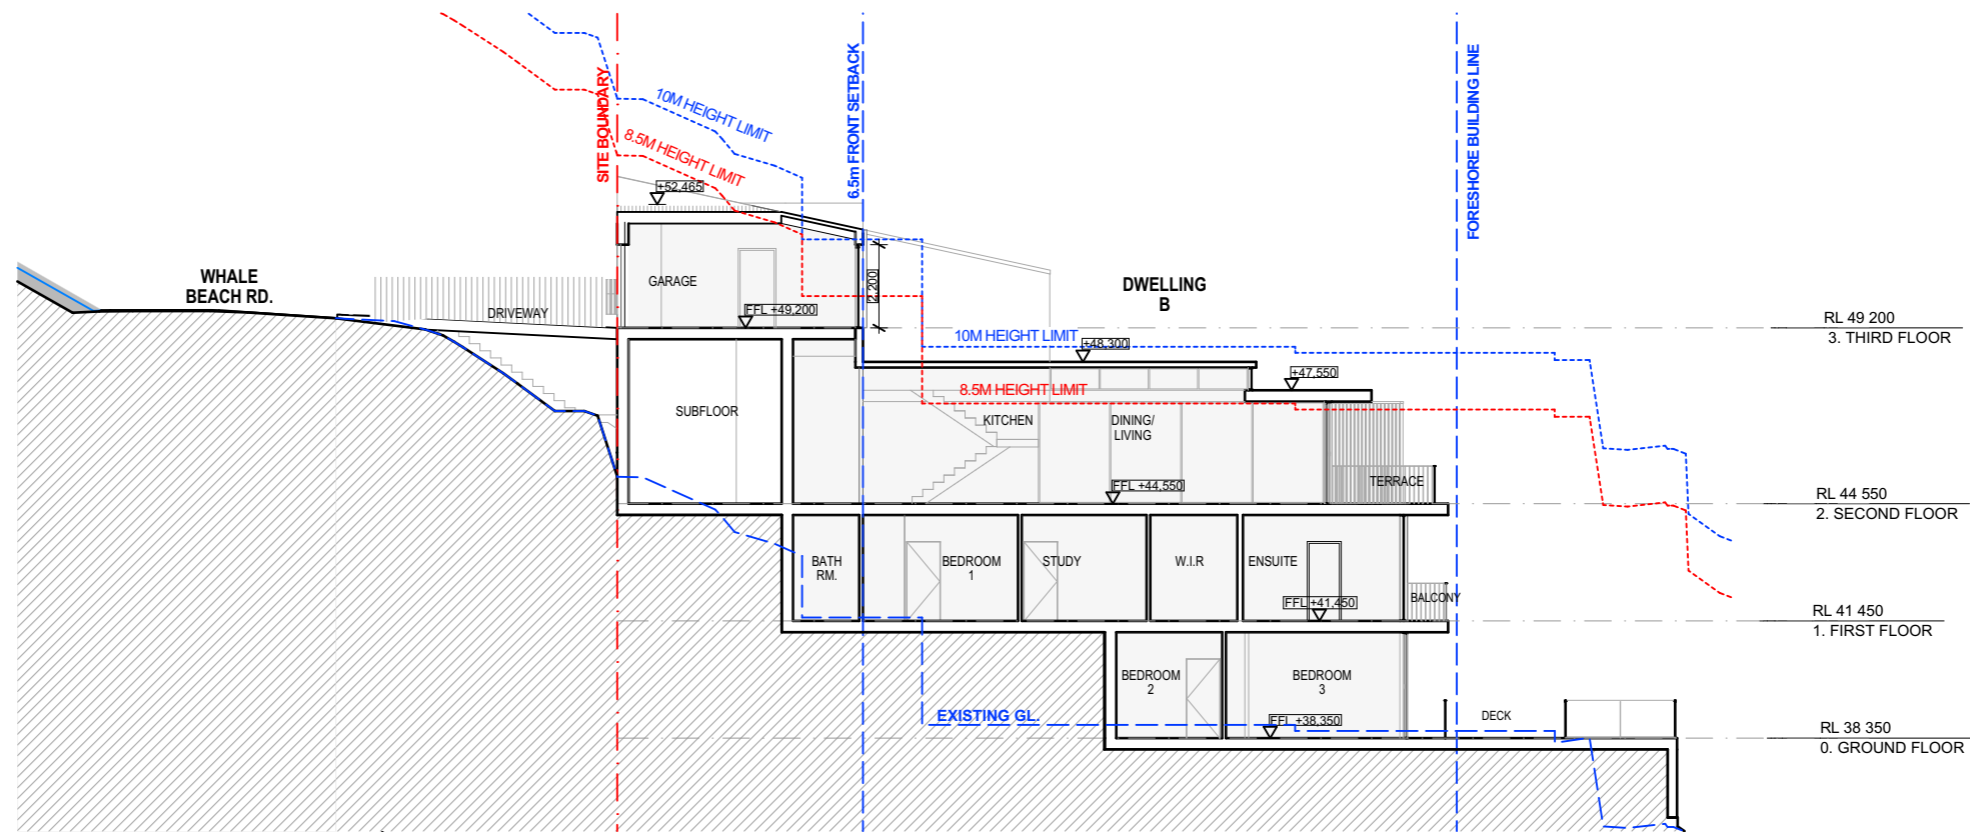 SITE BOUNDARY
10M HEIGHT LIMIT
8.5M HEIGHT LIMIT
6.5m FRONT SETBACK
FORESHORE BUILDING LINE
+52,465
WHALE
BEACH RD.
DRIVEWAY
GARAGE
FFL +49,200
2,200
DWELLING
B
RL 49 200
3. THIRD FLOOR
10M HEIGHT LIMIT
+48,300
+47,550
8.5M HEIGHT LIMIT
SUBFLOOR
KITCHEN
DINING/
LIVING
FFL +44,550
TERRACE
RL 44 550
2. SECOND FLOOR
BATH
RM.
BEDROOM
1
STUDY
W.I.R
ENSUITE
FFL +41,450
BALCONY
RL 41 450
1. FIRST FLOOR
BEDROOM
2
BEDROOM
3
EXISTING GL.
FFL +38,350
DECK
RL 38 350
0. GROUND FLOOR